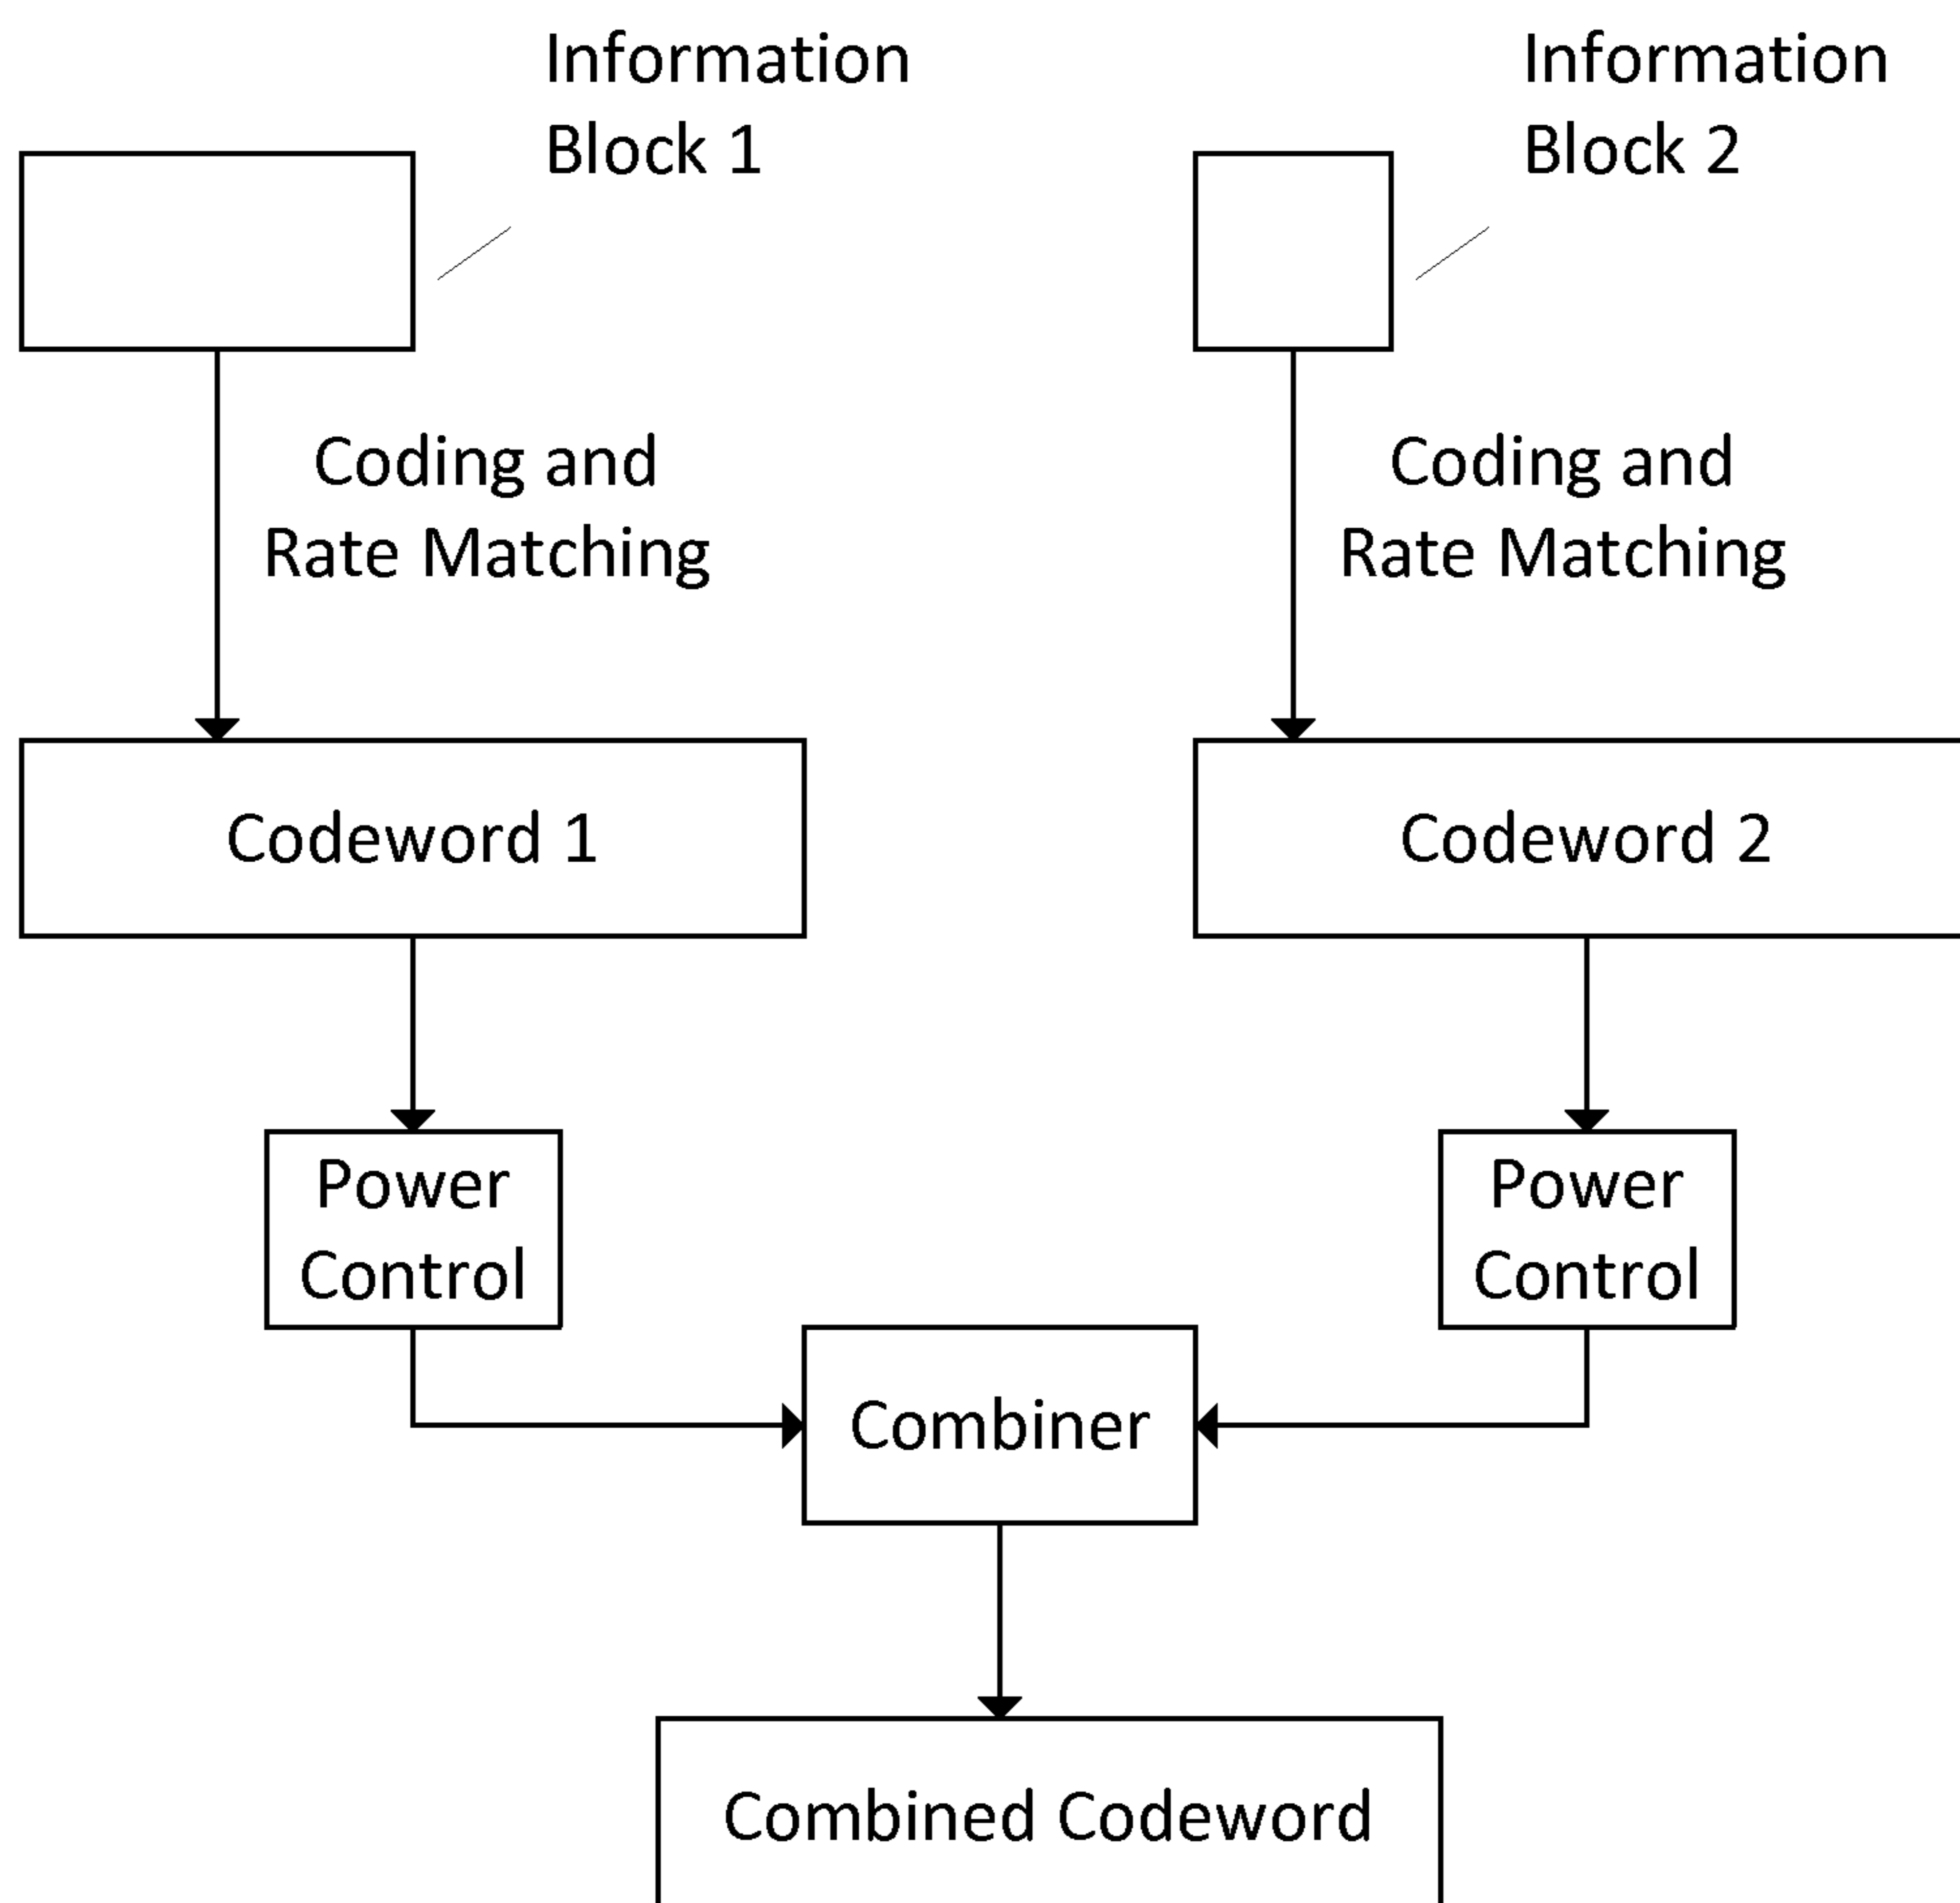 Information
Block 1
Information
Block 2
Coding and
Rate Matching
Coding and
Rate Matching
Codeword 1
Codeword 2
Power
Control
Power
Control
Combiner
Combined Codeword